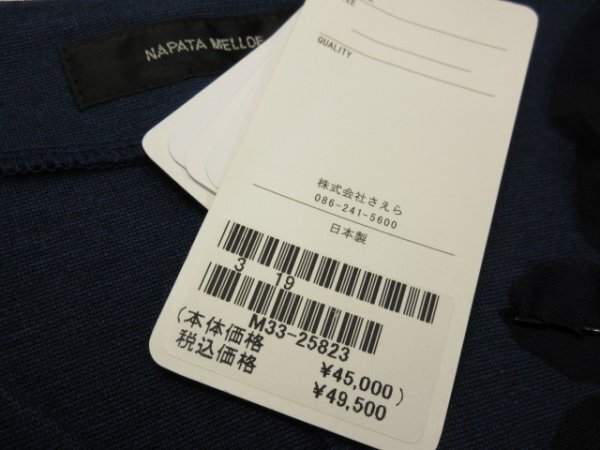 NAPATA MELLOE
QUALITY
株式会社さえら
086-241-5600
日本製
3 19
M33-25823
(本体価格 ¥45,000)
税込価格 ¥49,500